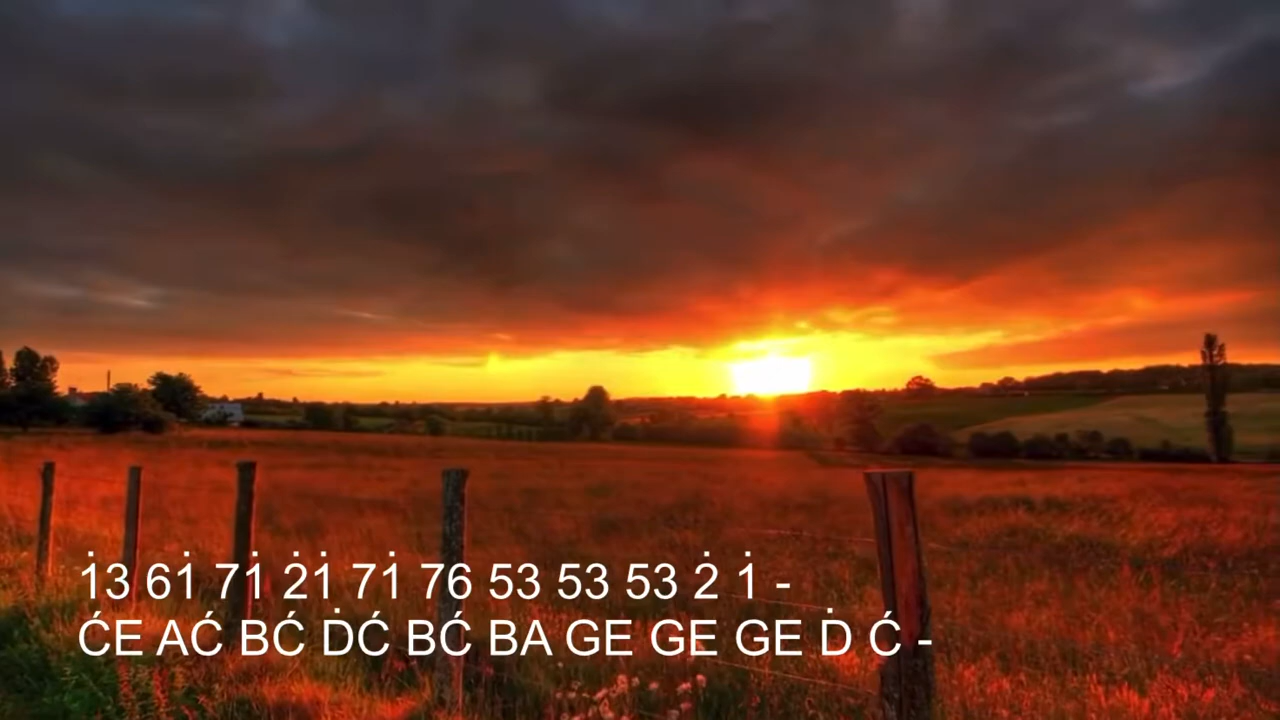 1̇3 61̇ 71̇ 2̇1̇ 71̇ 76 53 53 53 2̇ 1̇ -
ĆE AĆ BĆ ḊĆ BĆ BA GE GE GE Ḋ Ć -